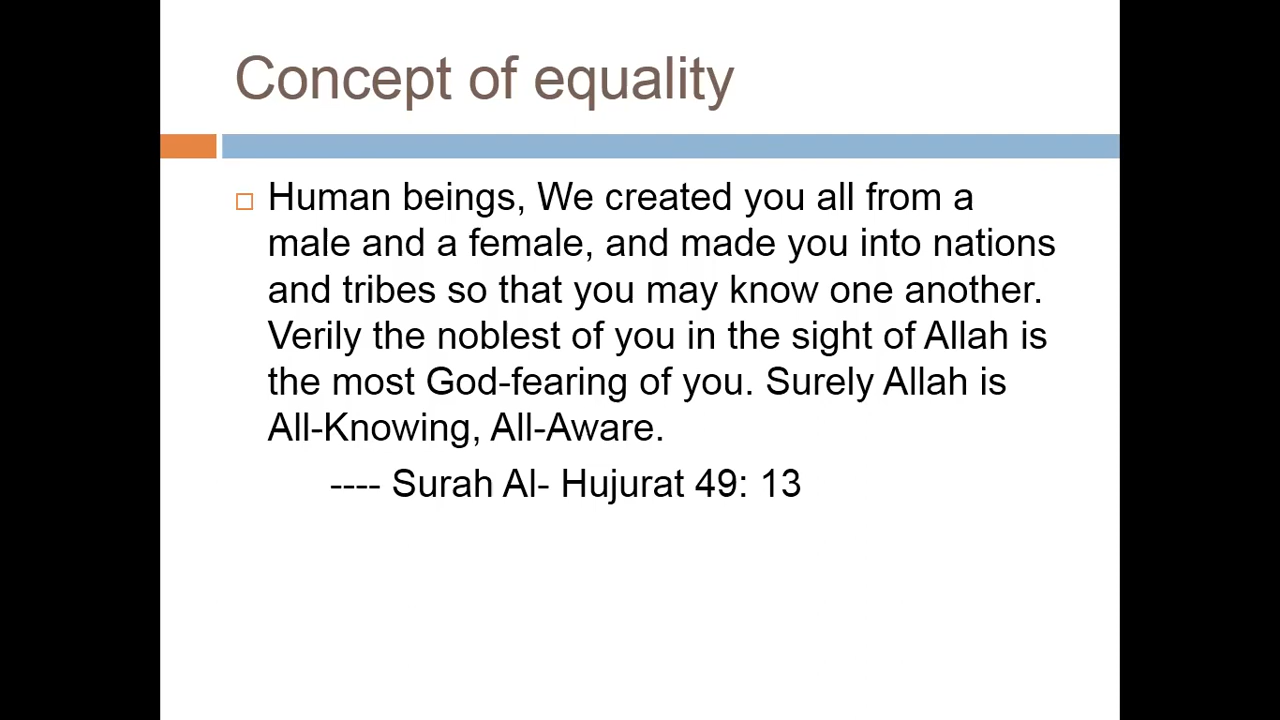 Concept of equality
Human beings, We created you all from a
male and a female, and made you into nations
and tribes so that you may know one another.
Verily the noblest of you in the sight of Allah is
the most God-fearing of you. Surely Allah is
All-Knowing, All-Aware.
---- Surah Al- Hujurat 49: 13